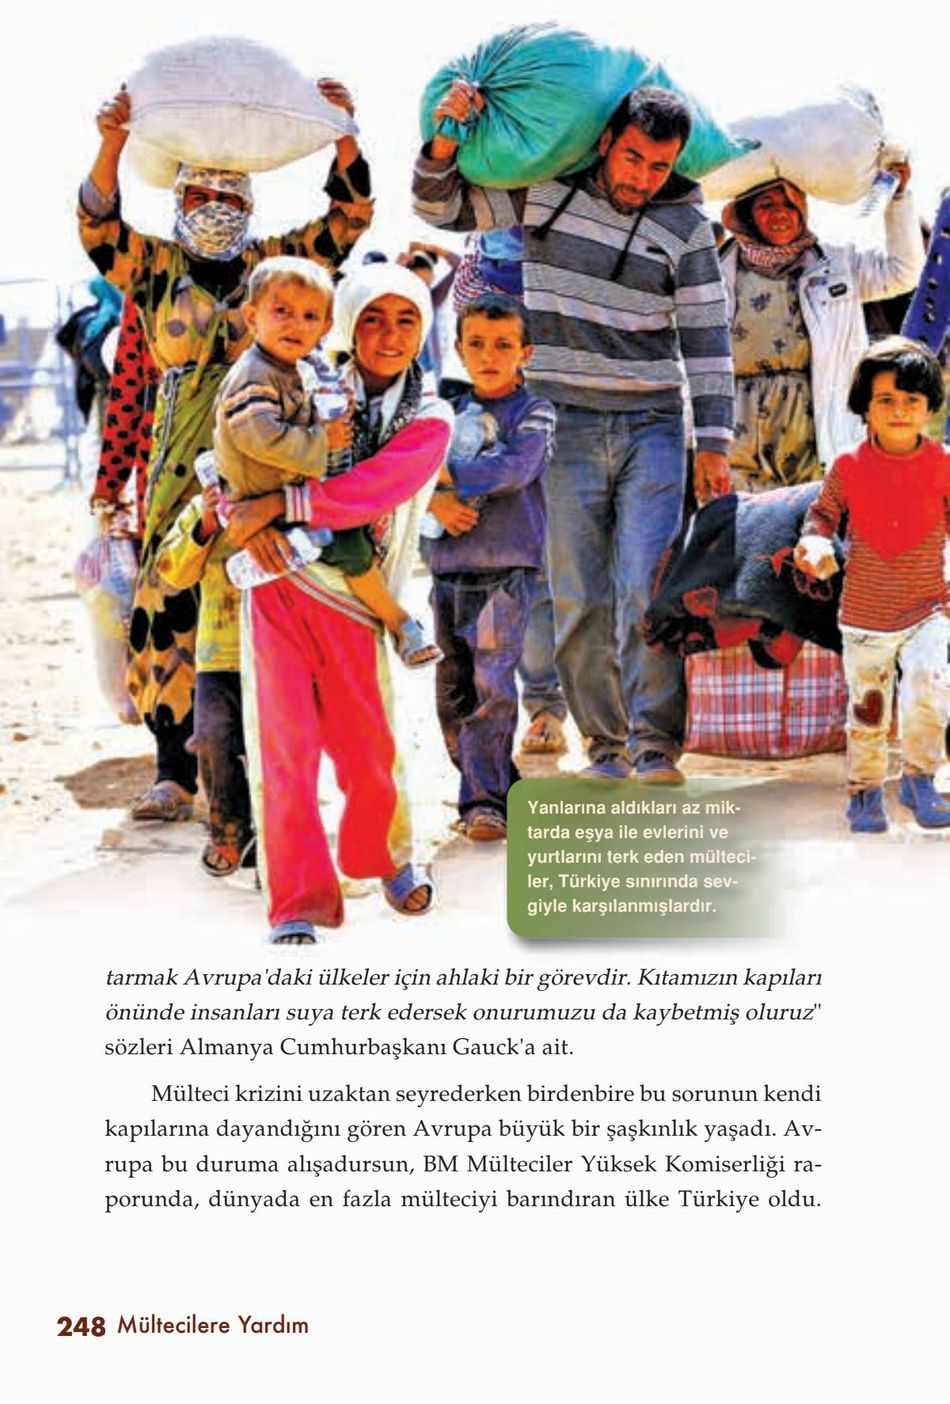 Yanlarına aldıkları az mik-
tarda eşya ile evlerini ve
yurtlarını terk eden mülteci-
ler, Türkiye sınırında sev-
giyle karşılanmışlardır.
tarmak Avrupa'daki ülkeler için ahlaki bir görevdir. Kıtamızın kapıları
önünde insanları suya terk edersek onurumuzu da kaybetmiş oluruz"
sözleri Almanya Cumhurbaşkanı Gauck'a ait.
Mülteci krizini uzaktan seyrederken birdenbire bu sorunun kendi
kapılarına dayandığını gören Avrupa büyük bir şaşkınlık yaşadı. Av-
rupa bu duruma alışadursun, BM Mülteciler Yüksek Komiserliği ra-
porunda, dünyada en fazla mülteciyi barındıran ülke Türkiye oldu.
248 Mültecilere Yardım